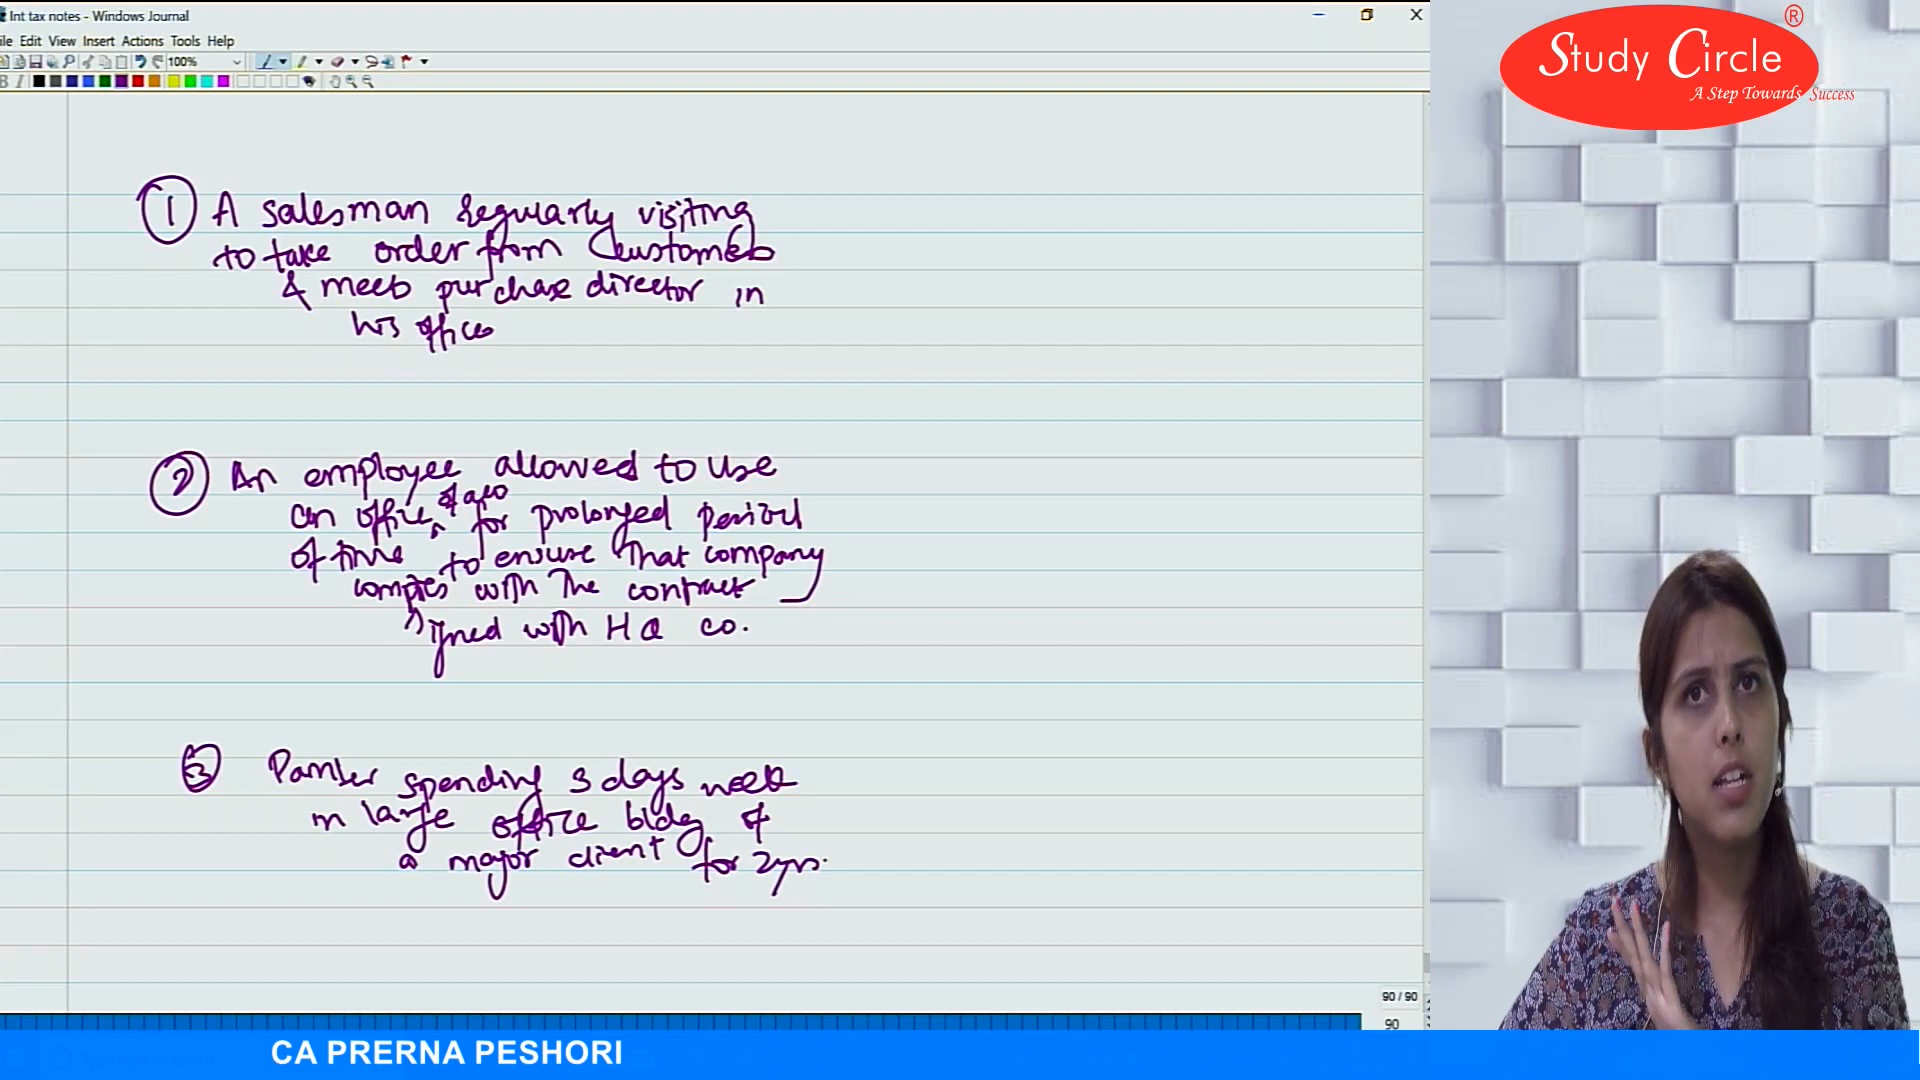 Int tax notes - Windows Journal
ile Edit View Insert Actions Tools Help
100%
B I
Study Circle ®
A Step Towards Success
① A salesman regularly visiting
to take order from customers
& meets purchase director in
his office
② An employee allowed to use
an office of a co for prolonged period
of time to ensure that company
complies with the contract
signed with HQ co.
③ Painter spending 3 days week
in large office bldg of
a major client for 2yrs.
90 / 90
90
CA PRERNA PESHORI